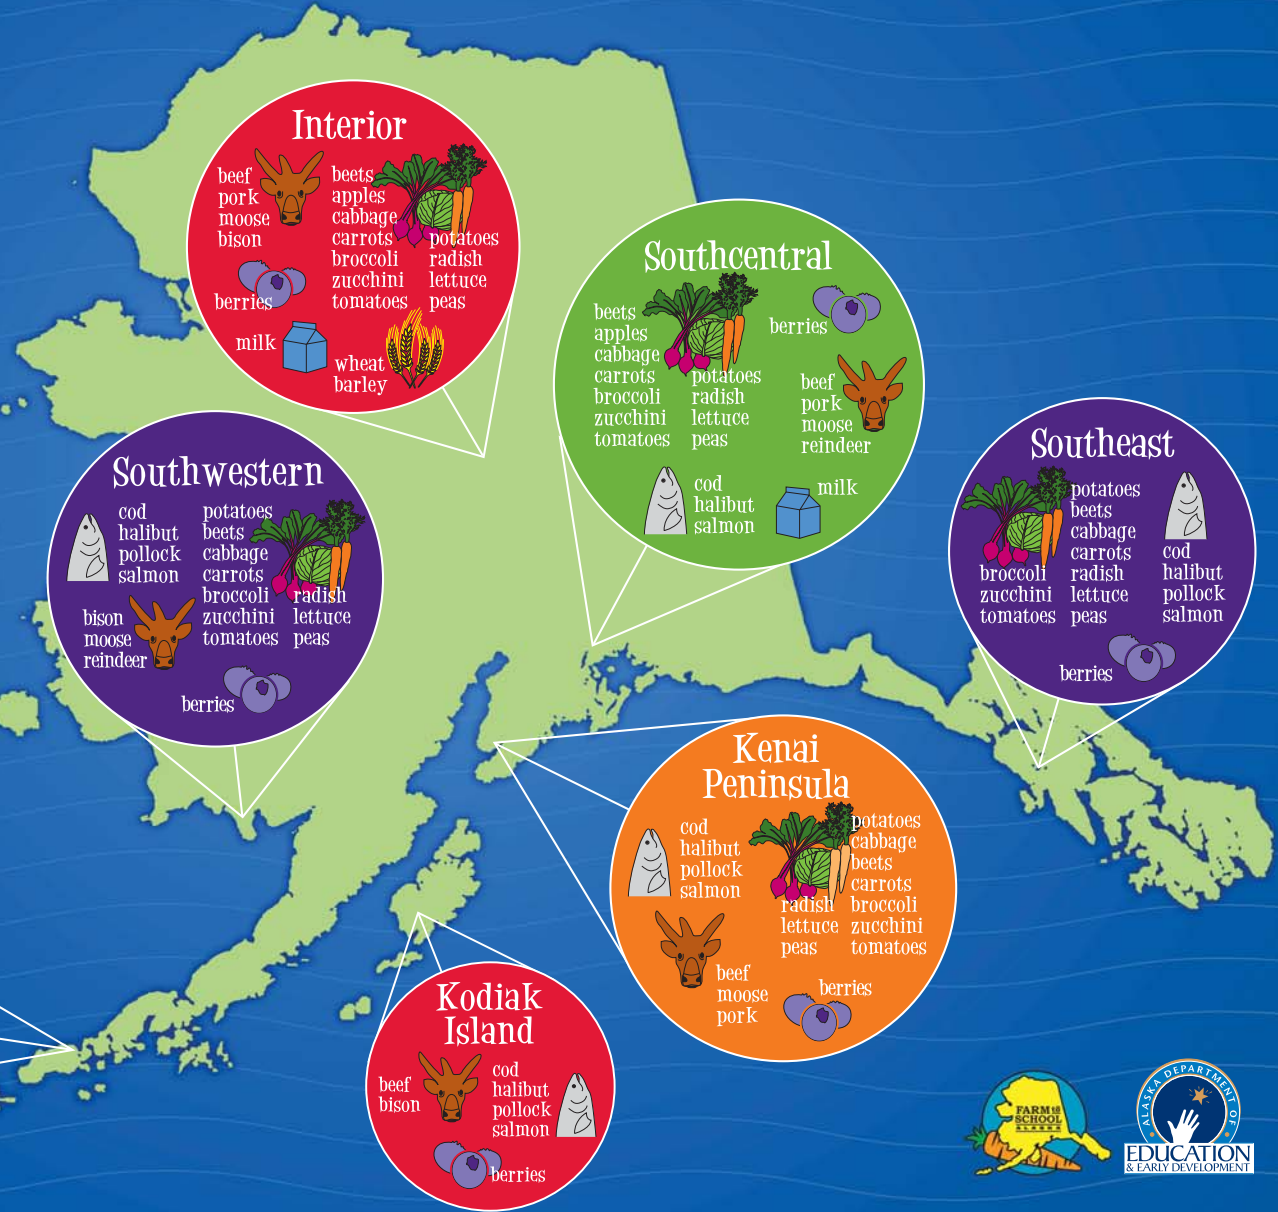 Interior
beef
pork
moose
bison
berries
milk
beets
apples
cabbage
carrots
broccoli
zucchini
tomatoes
potatoes
radish
lettuce
peas
wheat
barley
Southcentral
beets
apples
cabbage
carrots
broccoli
zucchini
tomatoes
potatoes
radish
lettuce
peas
berries
beef
pork
moose
reindeer
cod
halibut
salmon
milk
Southwestern
cod
halibut
pollock
salmon
bison
moose
reindeer
potatoes
beets
cabbage
carrots
broccoli
zucchini
tomatoes
radish
lettuce
peas
berries
Southeast
broccoli
zucchini
tomatoes
potatoes
beets
cabbage
carrots
radish
lettuce
peas
cod
halibut
pollock
salmon
berries
Kenai
Peninsula
cod
halibut
pollock
salmon
radish
lettuce
peas
potatoes
cabbage
beets
carrots
broccoli
zucchini
tomatoes
beef
moose
pork
berries
Kodiak
Island
beef
bison
cod
halibut
pollock
salmon
berries
FARM to
SCHOOL
ALASKA DEPARTMENT OF
EDUCATION
& EARLY DEVELOPMENT